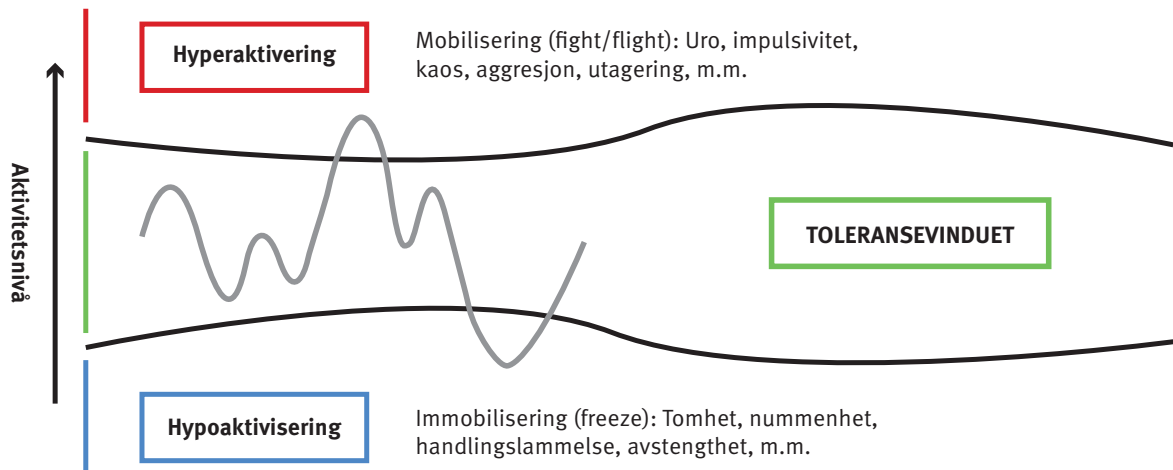 Hyperaktivering
Mobilisering (fight/flight): Uro, impulsivitet,
kaos, aggresjon, utagering, m.m.
Aktivitetsnivå
TOLERANSEVINDUET
Hypoaktivisering
Immobilisering (freeze): Tomhet, nummenhet,
handlingslammelse, avstengthet, m.m.